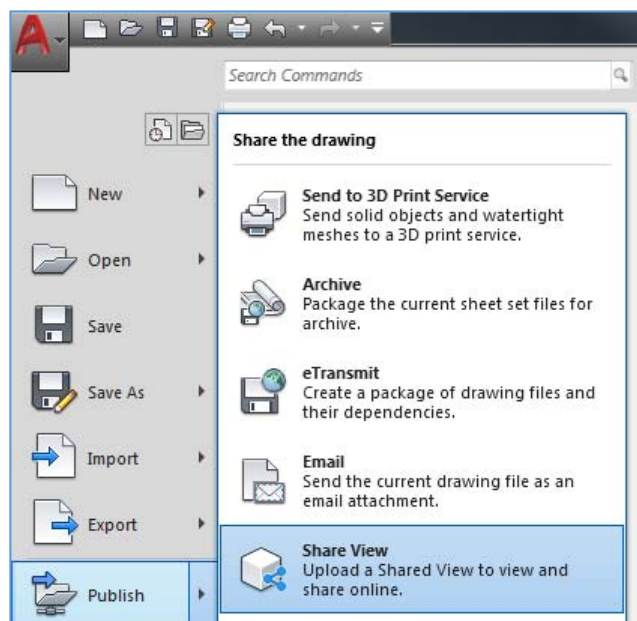 A
Search Commands
Share the drawing
New
Open
Save
Save As
Import
Export
Publish
Send to 3D Print Service
Send solid objects and watertight
meshes to a 3D print service.
Archive
Package the current sheet set files for
archive.
eTransmit
Create a package of drawing files and
their dependencies.
Email
Send the current drawing file as an
email attachment.
Share View
Upload a Shared View to view and
share online.